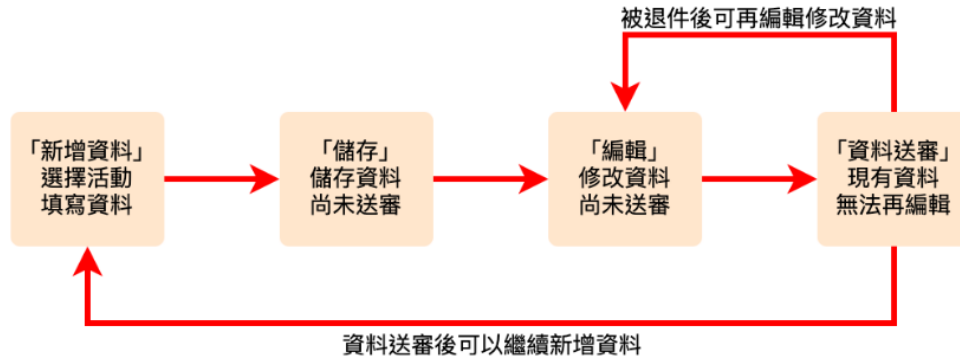 被退件後可再編輯修改資料
「新增資料」
選擇活動
填寫資料
「儲存」
儲存資料
尚未送審
「編輯」
修改資料
尚未送審
「資料送審」
現有資料
無法再編輯
資料送審後可以繼續新增資料